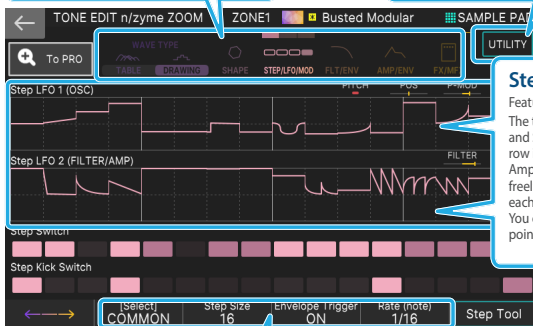 TONE EDIT n/zyme ZOOM ZONE1 Busted Modular SAMPLE PAD
UTILITY
To PRO
WAVE TYPE
TABLE DRAWING SHAPE STEP/LFO/MOD FLT/ENV AMP/ENV FX/MF
Step LFO 1 (OSC) PITCH POS P-MOD
Step LFO 2 (FILTER/AMP) FILTER
Step Switch
Step Kick Switch
[Select] Step Size Envelope Trigger Rate (note)
COMMON 16 ON 1/16 Step Tool
Ste
Featu
The
and
row
Amp
freel
each
You
poin